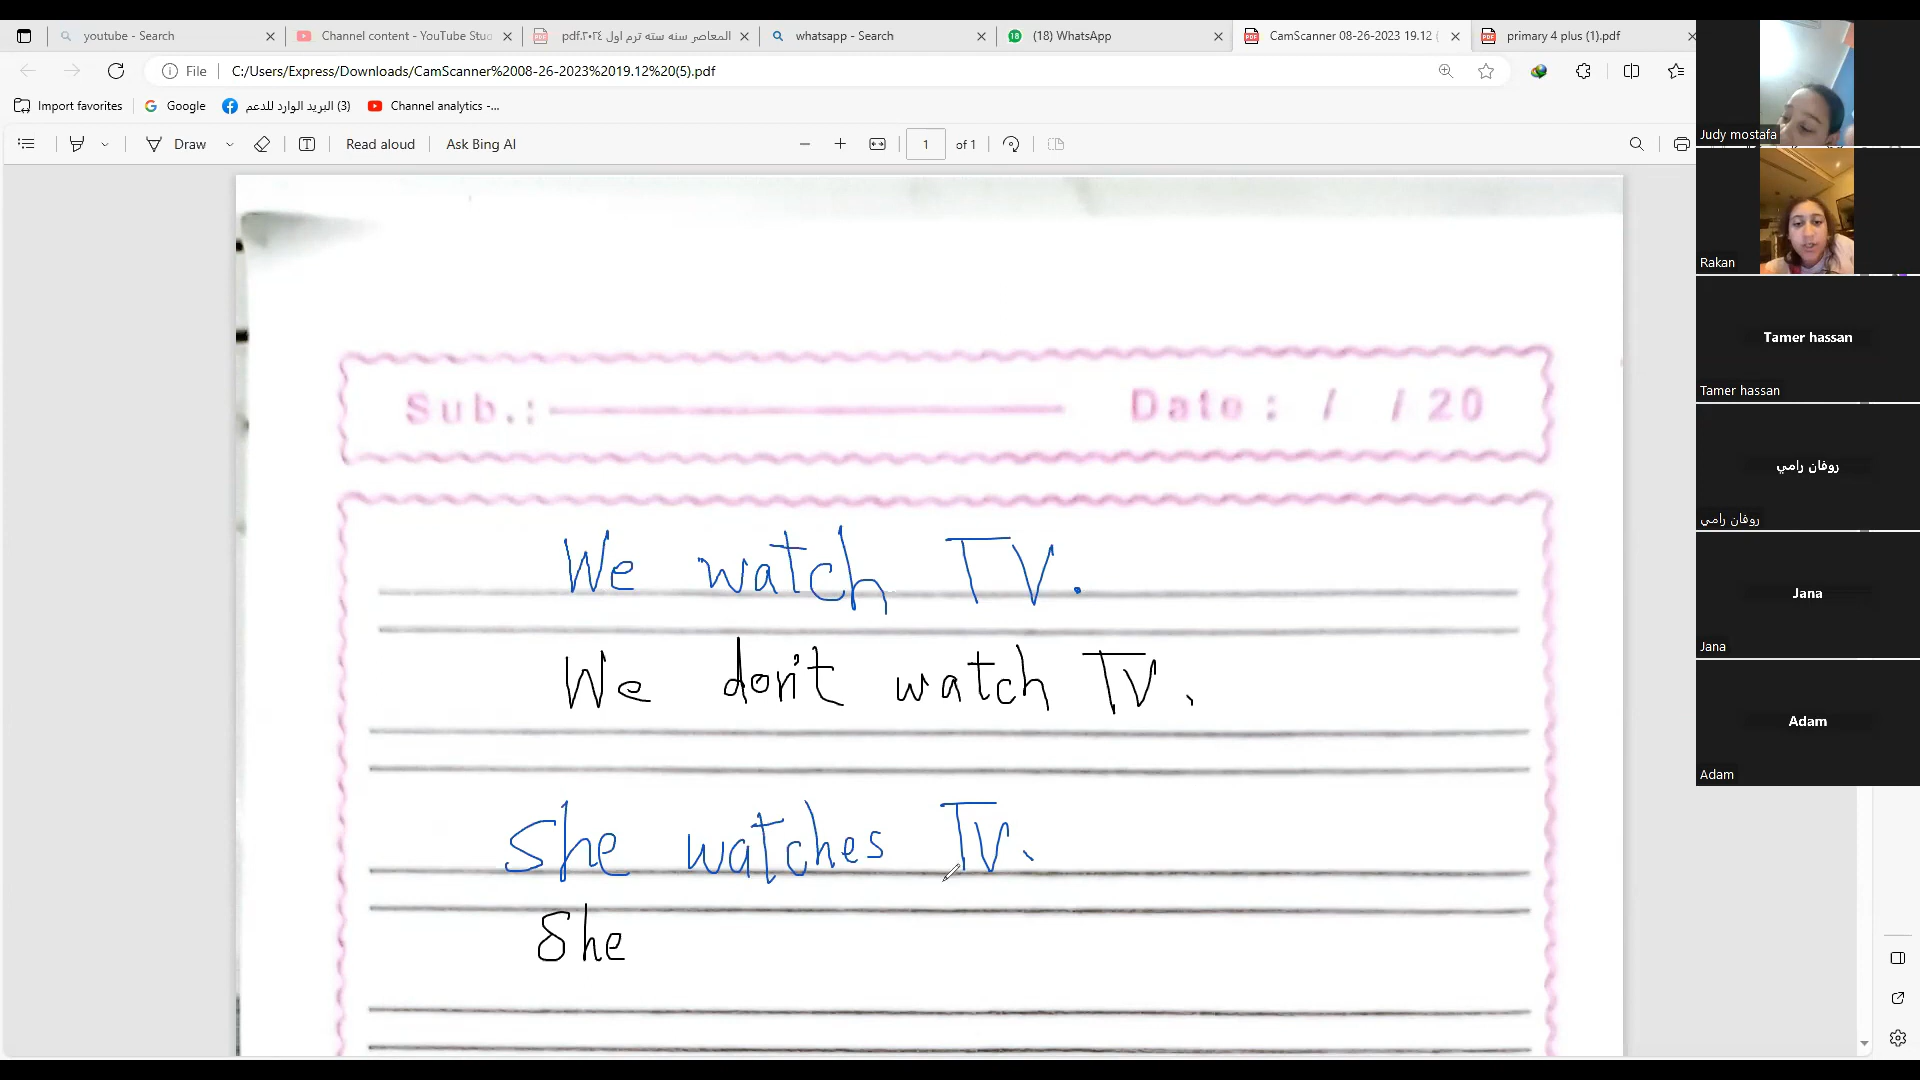 youtube - Search
Channel content - YouTube Stud
المعاصر سنه سته ترم اول ٢٠٢٤.pdf
whatsapp - Search
(18) WhatsApp
CamScanner 08-26-2023 19.12 (
primary 4 plus (1).pdf
File
C:/Users/Express/Downloads/CamScanner%2008-26-2023%2019.12%20(5).pdf
Import favorites
Google
(3) البريد الوارد للدعم
Channel analytics -...
Draw
Read aloud
Ask Bing AI
1
of 1
Sub.:
Date : / / 20
We watch TV.
We don't watch TV.
She watches TV.
She
Judy mostafa
Rakan
Tamer hassan
Tamer hassan
روفان رامي
روفان رامي
Jana
Jana
Adam
Adam